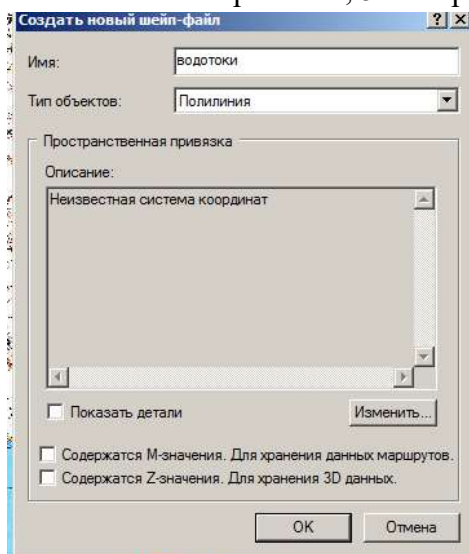 Создать новый шейп-файл
Имя: водотоки
Тип объектов: Полилиния
Пространственная привязка
Описание:
Неизвестная система координат
Показать детали Изменить...
Содержатся М-значения. Для хранения данных маршрутов.
Содержатся Z-значения. Для хранения 3D данных.
OK Отмена